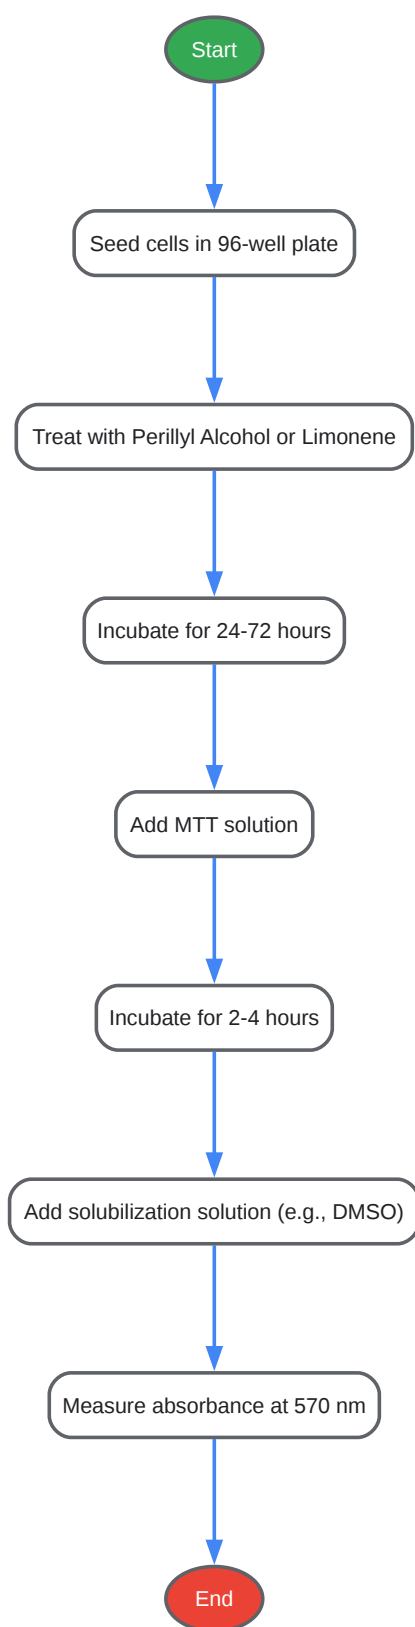 Start
Seed cells in 96-well plate
Treat with Perillyl Alcohol or Limonene
Incubate for 24-72 hours
Add MTT solution
Incubate for 2-4 hours
Add solubilization solution (e.g., DMSO)
Measure absorbance at 570 nm
End